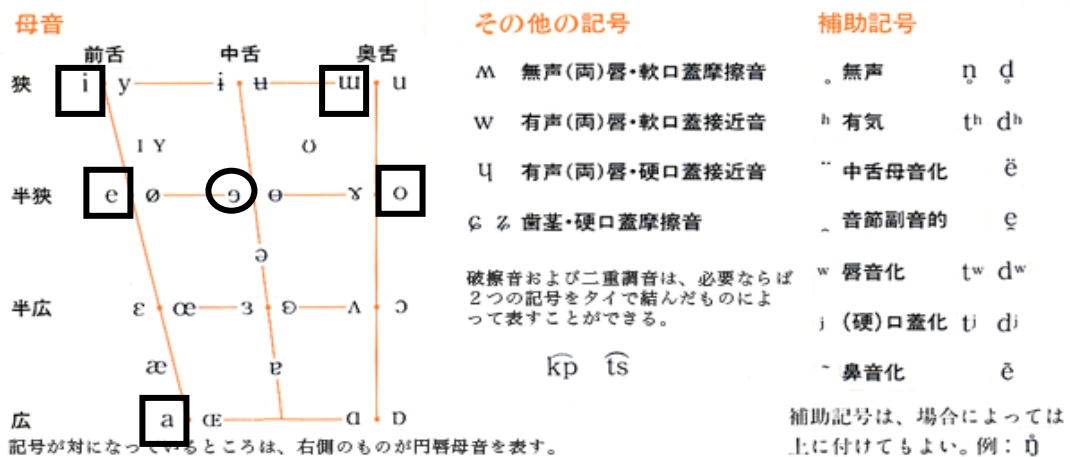 母音
前舌 中舌 奥舌
狭 i y ɨ ʉ ɯ u
ɪ ʏ ʊ
半狭 e ø ɘ ɵ ɤ o
ə
半広 ɛ œ ɜ ɞ ʌ ɔ
æ ɐ
広 a ɶ ɑ ɒ
記号が対になっているところは、右側のものが円唇母音を表す。
その他の記号
ʍ 無声(両)唇・軟口蓋摩擦音
w 有声(両)唇・軟口蓋接近音
ɥ 有声(両)唇・硬口蓋接近音
ɕ ʑ 歯茎・硬口蓋摩擦音
破擦音および二重調音は、必要ならば
２つの記号をタイで結んだものによ
って表すことができる。
k͡p t͡s
補助記号
̥ 無声 n̥ d̥
ʰ 有気 tʰ dʰ
̈ 中舌母音化 ë
̯ 音節副音的 e̯
ʷ 唇音化 tʷ dʷ
ʲ (硬)口蓋化 tʲ dʲ
̃ 鼻音化 ẽ
補助記号は、場合によっては
上に付けてもよい。例： ŋ̊